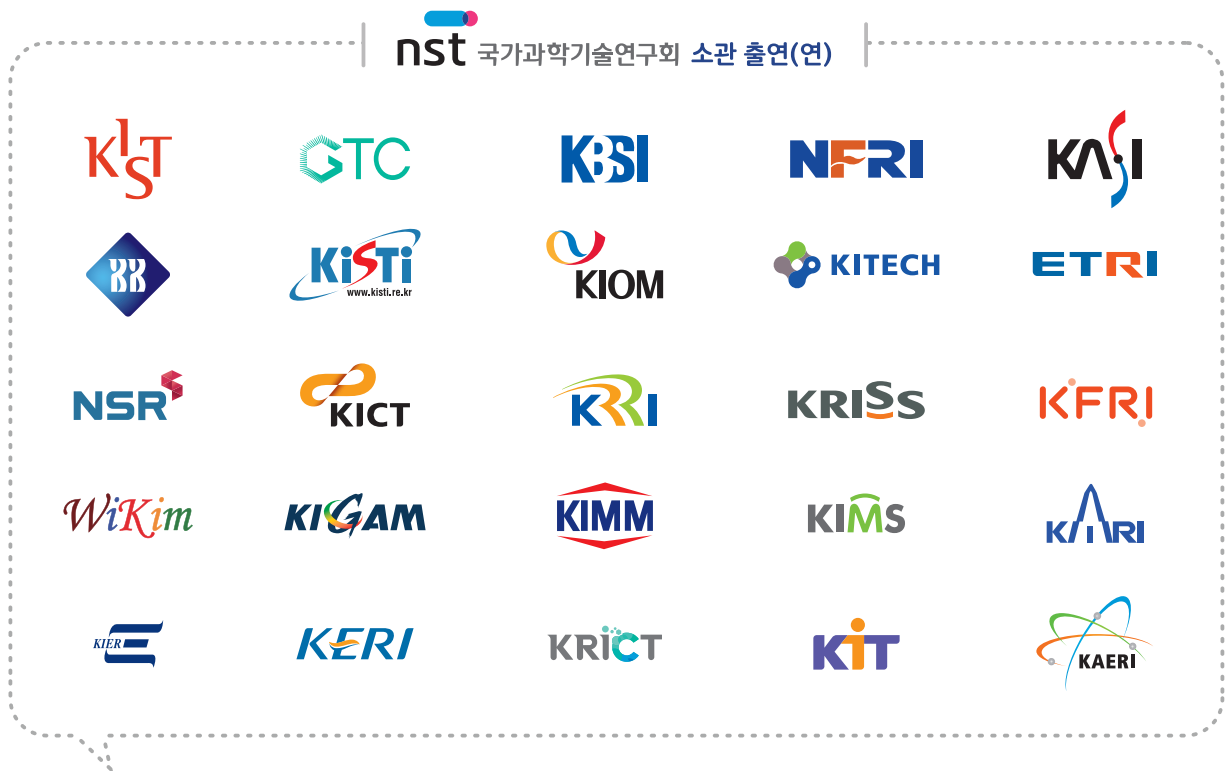 nst 국가과학기술연구회 소관 출연(연)
KIST GTC KBSI NFRI KASI
KISTI KIOM KITECH ETRI
www.kisti.re.kr
NSR KICT KRRI KRISS KFRI
WiKim KIGAM KIMM KIMS KARI
KIER KERI KRICT KIT KAERI